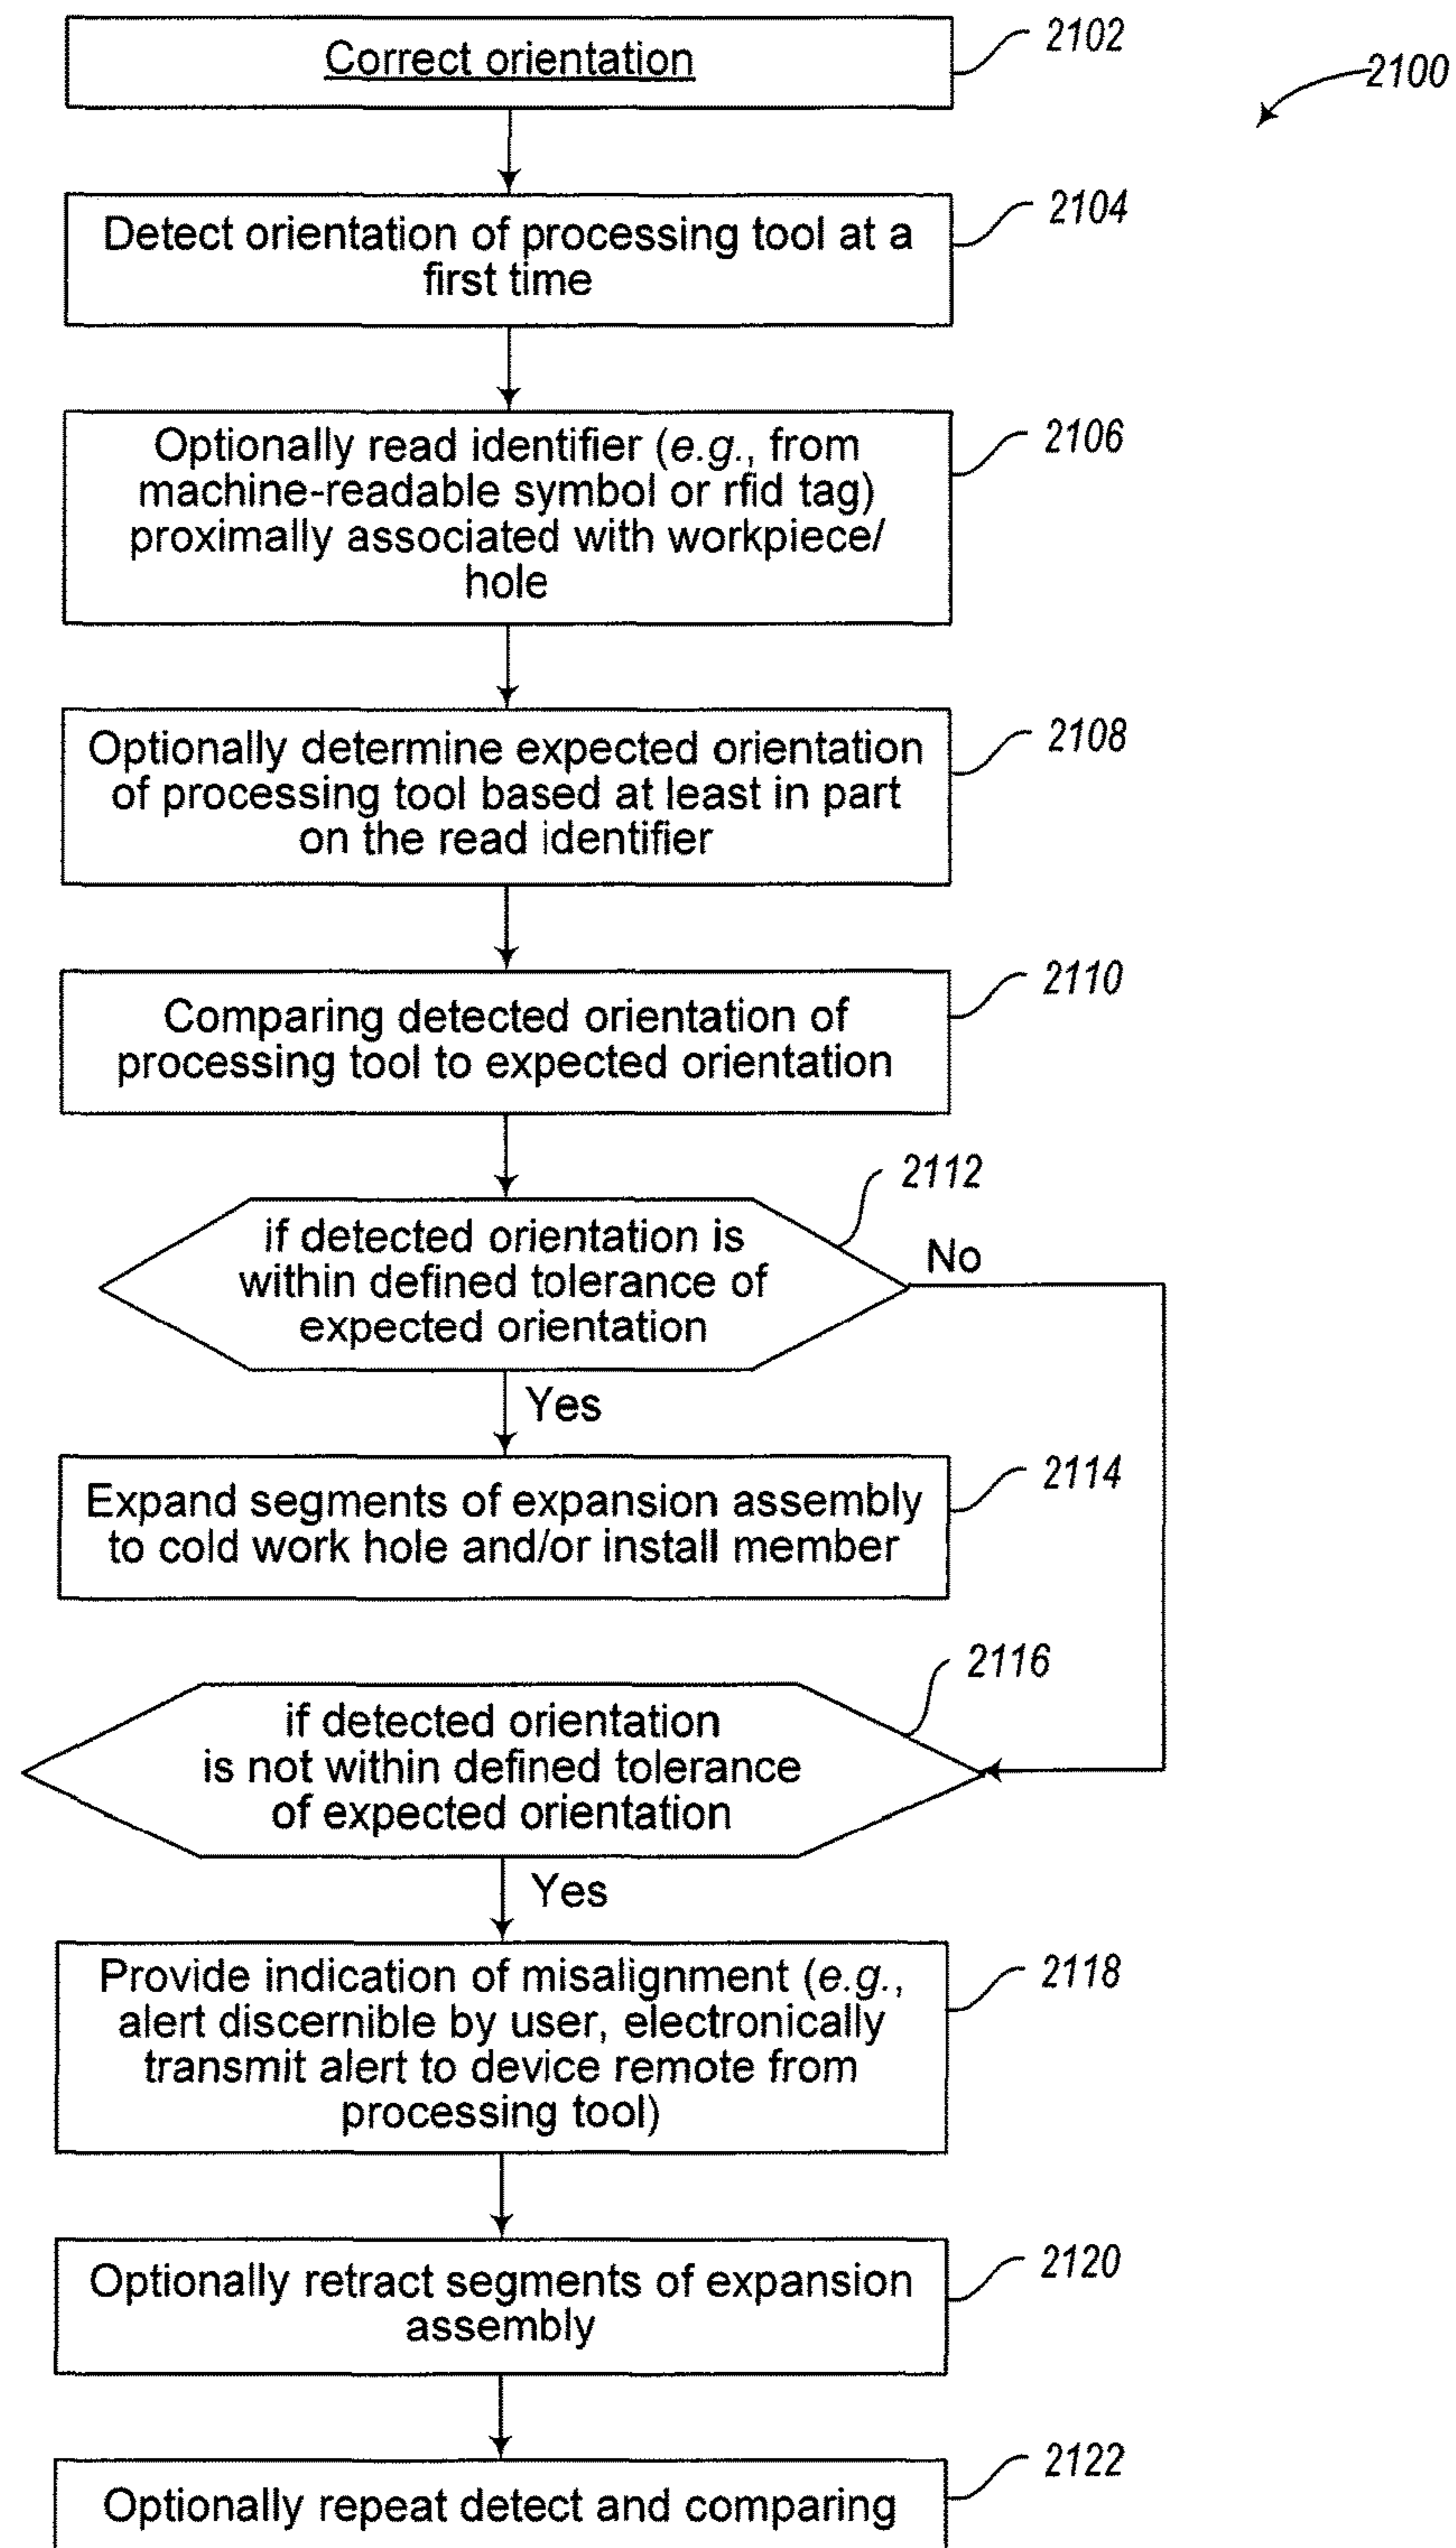 Correct orientation
2102
2100
Detect orientation of processing tool at a
first time
2104
Optionally read identifier (e.g., from
machine-readable symbol or rfid tag)
proximally associated with workpiece/
hole
2106
Optionally determine expected orientation
of processing tool based at least in part
on the read identifier
2108
Comparing detected orientation of
processing tool to expected orientation
2110
if detected orientation is
within defined tolerance of
expected orientation
2112
No
Yes
Expand segments of expansion assembly
to cold work hole and/or install member
2114
if detected orientation
is not within defined tolerance
of expected orientation
2116
Yes
Provide indication of misalignment (e.g.,
alert discernible by user, electronically
transmit alert to device remote from
processing tool)
2118
Optionally retract segments of expansion
assembly
2120
Optionally repeat detect and comparing
2122